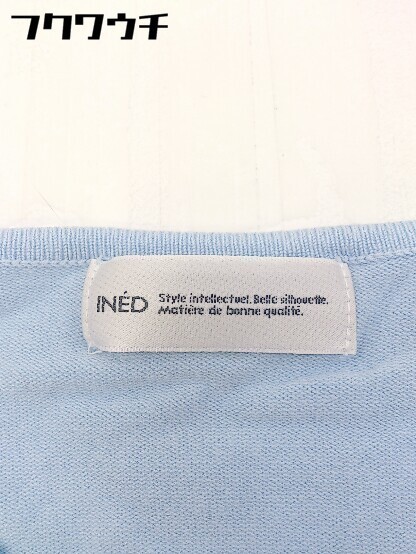 フクワウチ
INÉD
Style intellectuel. Belle silhouette.
Matière de bonne qualité.